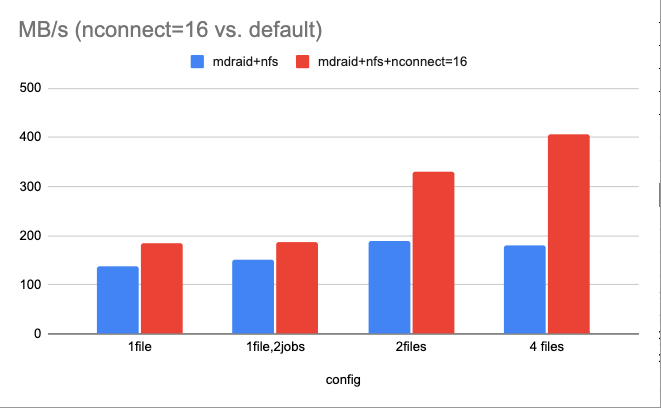 MB/s (nconnect=16 vs. default)
mdraid+nfs mdraid+nfs+nconnect=16
500
400
300
200
100
0
1file 1file,2jobs 2files 4 files
config